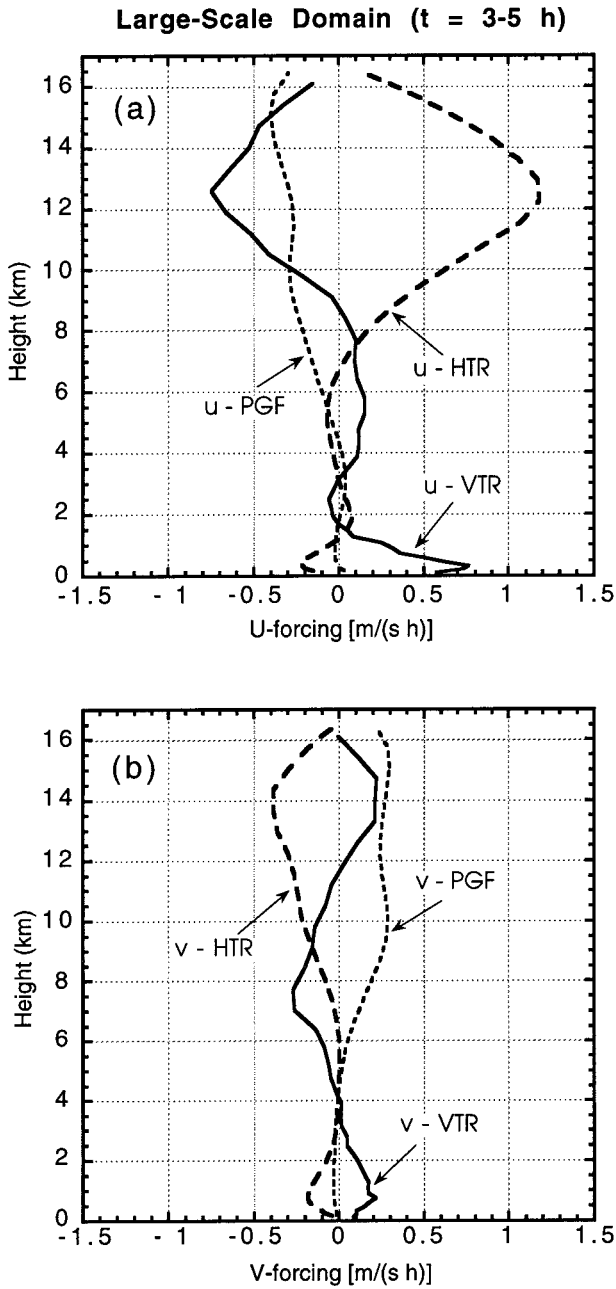 Large-Scale Domain (t = 3-5 h)
(a)
16
14
12
10
8
6
4
2
0
Height (km)
u - HTR
u - PGF
u - VTR
-1.5 -1 -0.5 0 0.5 1 1.5
U-forcing [m/(s h)]
(b)
16
14
12
10
8
6
4
2
0
Height (km)
v - PGF
v - HTR
v - VTR
-1.5 -1 -0.5 0 0.5 1 1.5
V-forcing [m/(s h)]